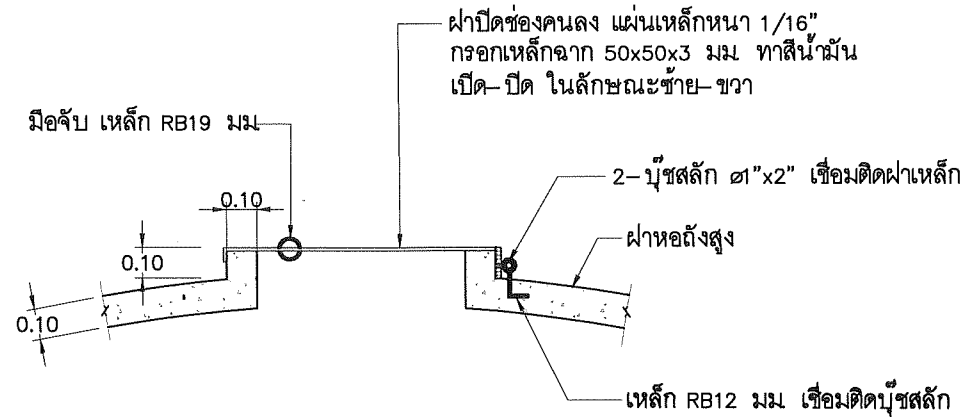 ฝาปิดช่องคนลง แผ่นเหล็กหนา 1/16"
กรอกเหล็กฉาก 50x50x3 มม. ทาสีน้ำมัน
เปิด-ปิด ในลักษณะซ้าย-ขวา
มือจับ เหล็ก RB19 มม.
2-บุ๊ชสลัก ø1"x2" เชื่อมติดฝาเหล็ก
0.10
ฝาหอถังสูง
0.10
0.10
เหล็ก RB12 มม. เชื่อมติดบุ๊ชสลัก